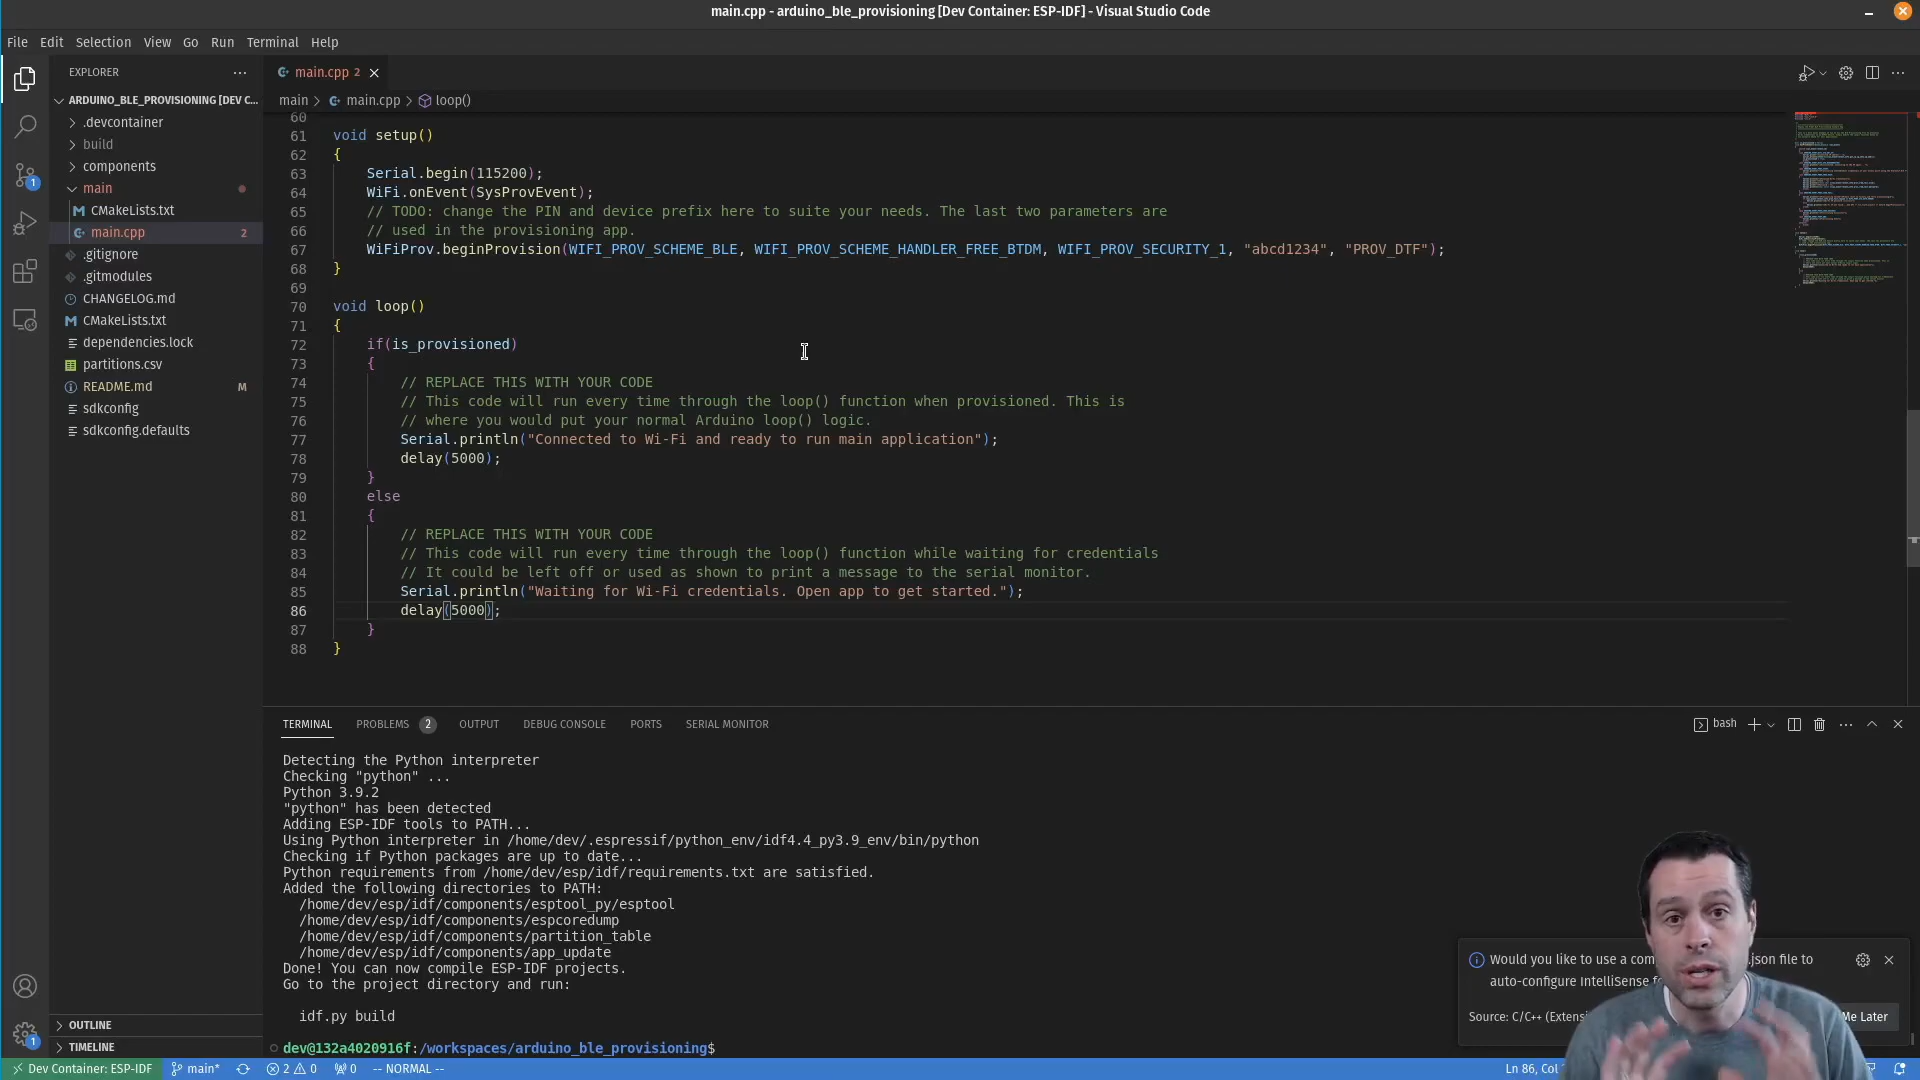 main.cpp - arduino_ble_provisioning [Dev Container: ESP-IDF] - Visual Studio Code
File Edit Selection View Go Run Terminal Help
EXPLORER
main.cpp 2
ARDUINO_BLE_PROVISIONING [DEV C...
main > main.cpp > loop()
.devcontainer
build
components
main
CMakeLists.txt
main.cpp 2
.gitignore
.gitmodules
CHANGELOG.md
CMakeLists.txt
dependencies.lock
partitions.csv
README.md M
sdkconfig
sdkconfig.defaults
OUTLINE
TIMELINE
1
1
60
61 void setup()
62 {
63 Serial.begin(115200);
64 WiFi.onEvent(SysProvEvent);
65 // TODO: change the PIN and device prefix here to suite your needs. The last two parameters are
66 // used in the provisioning app.
67 WiFiProv.beginProvision(WIFI_PROV_SCHEME_BLE, WIFI_PROV_SCHEME_HANDLER_FREE_BTDM, WIFI_PROV_SECURITY_1, "abcd1234", "PROV_DTF");
68 }
69
70 void loop()
71 {
72 if(is_provisioned)
73 {
74 // REPLACE THIS WITH YOUR CODE
75 // This code will run every time through the loop() function when provisioned. This is
76 // where you would put your normal Arduino loop() logic.
77 Serial.println("Connected to Wi-Fi and ready to run main application");
78 delay(5000);
79 }
80 else
81 {
82 // REPLACE THIS WITH YOUR CODE
83 // This code will run every time through the loop() function while waiting for credentials
84 // It could be left off or used as shown to print a message to the serial monitor.
85 Serial.println("Waiting for Wi-Fi credentials. Open app to get started.");
86 delay(5000);
87 }
88 }
TERMINAL PROBLEMS 2 OUTPUT DEBUG CONSOLE PORTS SERIAL MONITOR
bash
Detecting the Python interpreter
Checking "python" ...
Python 3.9.2
"python" has been detected
Adding ESP-IDF tools to PATH...
Using Python interpreter in /home/dev/.espressif/python_env/idf4.4_py3.9_env/bin/python
Checking if Python packages are up to date...
Python requirements from /home/dev/esp/idf/requirements.txt are satisfied.
Added the following directories to PATH:
/home/dev/esp/idf/components/esptool_py/esptool
/home/dev/esp/idf/components/espcoredump
/home/dev/esp/idf/components/partition_table
/home/dev/esp/idf/components/app_update
Done! You can now compile ESP-IDF projects.
Go to the project directory and run:
idf.py build
dev@132a4020916f:/workspaces/arduino_ble_provisioning$
Would you like to use a com .json file to
auto-configure IntelliSense
Source: C/C++ Me Later
Dev Container: ESP-IDF main* 2 0 0 -- NORMAL -- Ln 86,